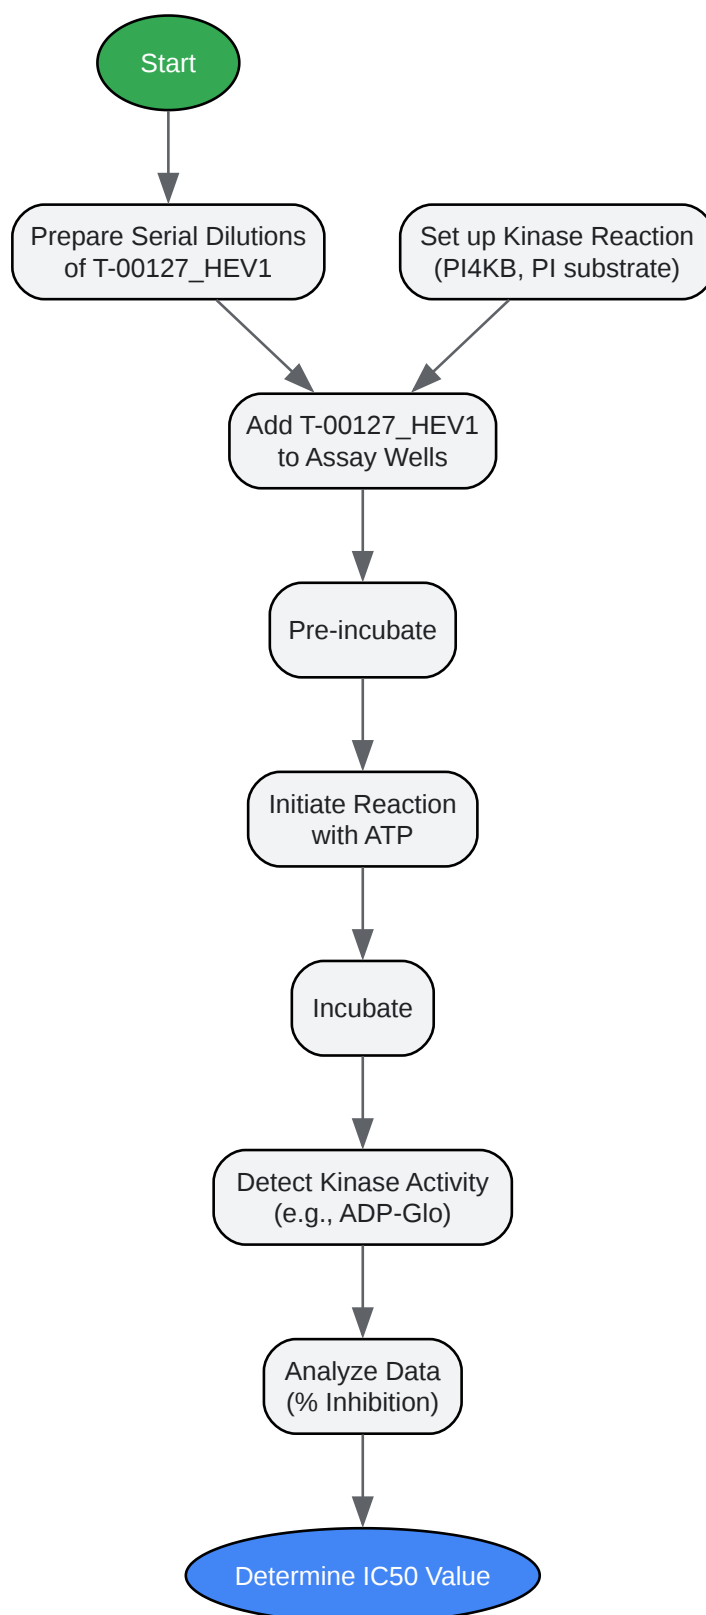 Start
Prepare Serial Dilutions
of T-00127_HEV1
Set up Kinase Reaction
(PI4KB, PI substrate)
Add T-00127_HEV1
to Assay Wells
Pre-incubate
Initiate Reaction
with ATP
Incubate
Detect Kinase Activity
(e.g., ADP-Glo)
Analyze Data
(% Inhibition)
Determine IC50 Value